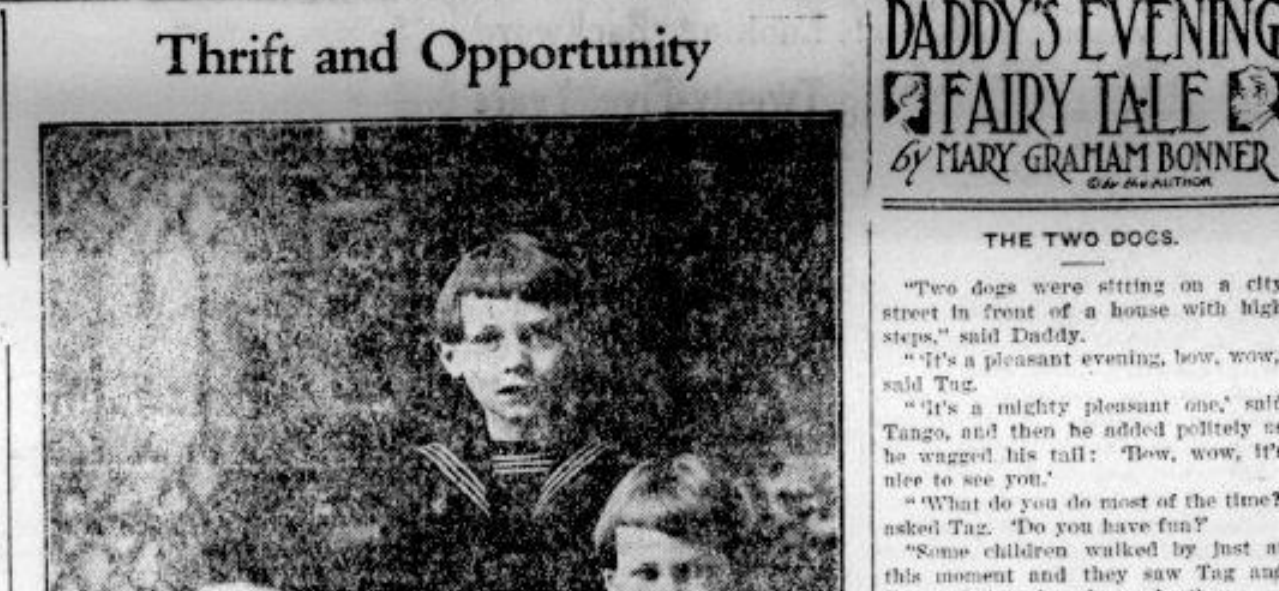 Thrift and Opportunity
DADDY'S EVENING
FAIRY TALE
by MARY GRAHAM BONNER
AUTHOR
THE TWO DOGS.
"Two dogs were sitting on a city
street in front of a house with high
steps," said Daddy.
"'It's a pleasant evening, bow, wow,
said Tag.
"'It's a mighty pleasant one,' said
Tango, and then he added politely as
he wagged his tail: 'Bow, wow, it's
nice to see you.'
"'What do you do most of the time?
asked Tag. 'Do you have fun?'
"Some children walked by just at
this moment and they saw Tag and